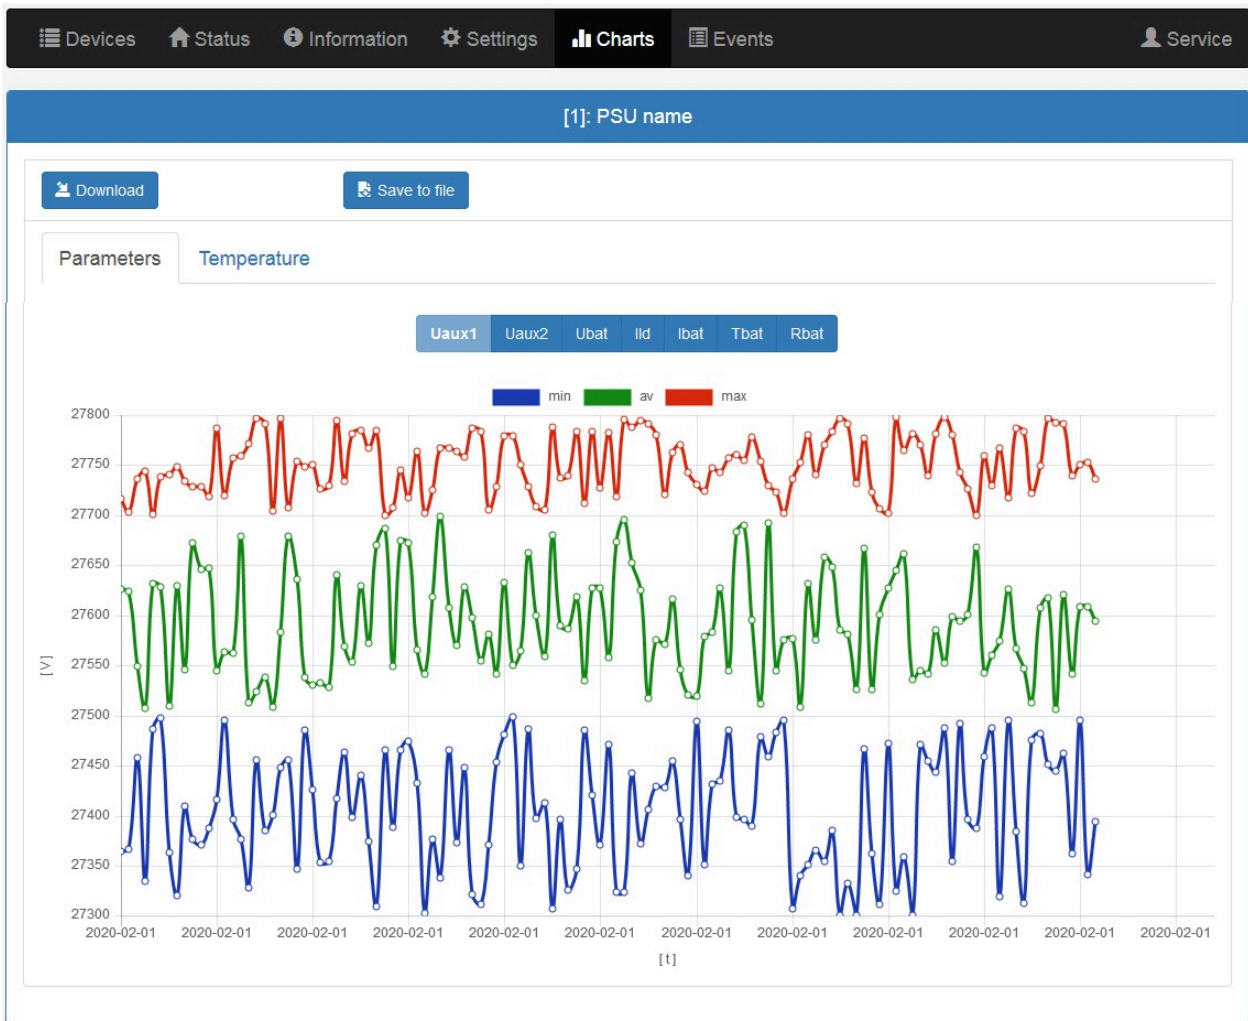 Devices Status Information Settings Charts Events Service
[1]: PSU name
Download Save to file
Parameters Temperature
Uaux1 Uaux2 Ubat Ild Ibat Tbat Rbat
min av max
27800
27750
27700
27650
27600
27550
[V]
27500
27450
27400
27350
27300
2020-02-01 2020-02-01 2020-02-01 2020-02-01 2020-02-01 2020-02-01 2020-02-01 2020-02-01 2020-02-01 2020-02-01 2020-02-01 2020-02-01
[t]